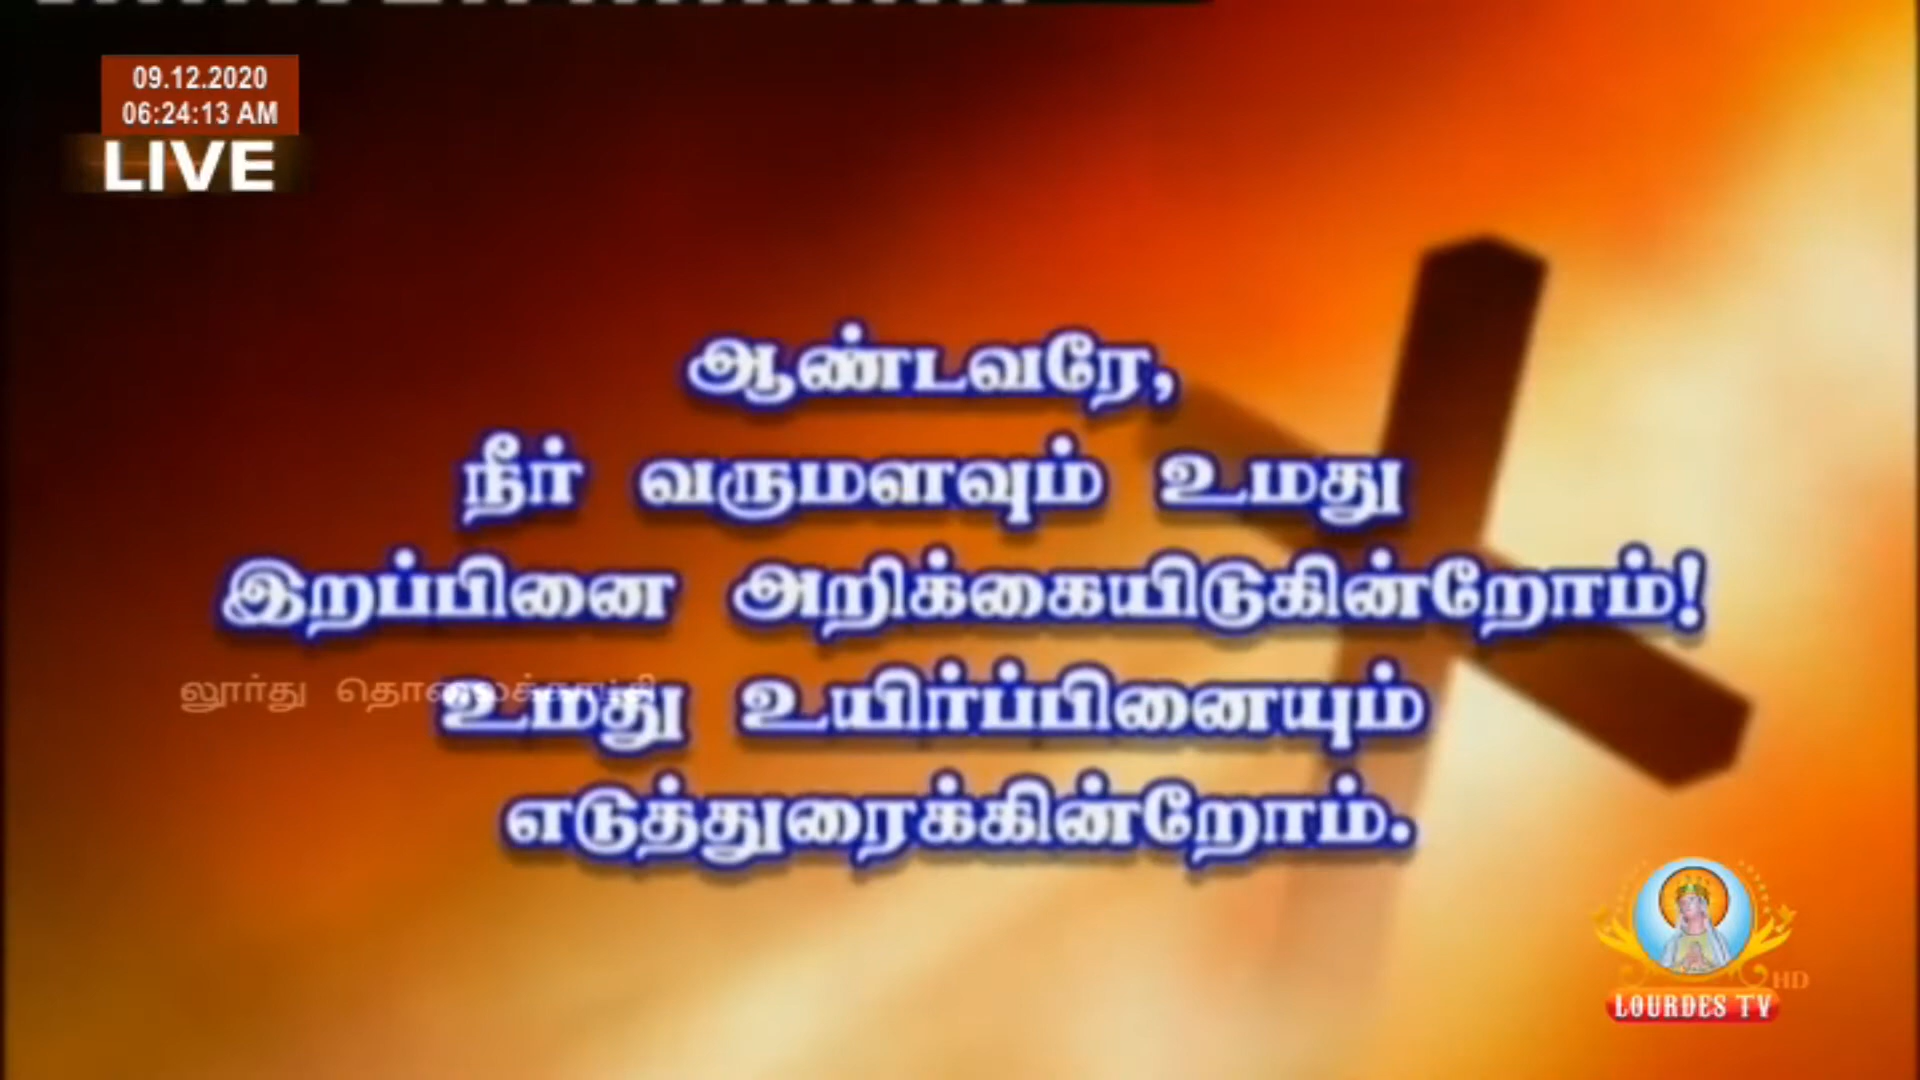 09.12.2020
06:24:13 AM
LIVE
ஆண்டவரே,
நீர் வருமளவும் உமது
இறப்பினை அறிக்கையிடுகின்றோம்!
லூர்து தொலைக்காட்சி
உமது உயிர்ப்பினையும்
எடுத்துரைக்கின்றோம்.
HD
LOURDES TV